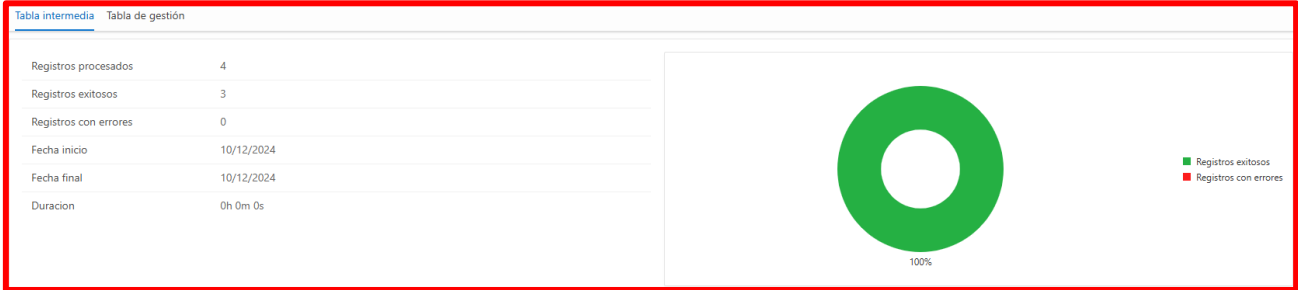 Tabla intermedia Tabla de gestión
Registros procesados 4
Registros exitosos 3
Registros con errores 0
Fecha inicio 10/12/2024
Fecha final 10/12/2024
Duracion 0h 0m 0s
Registros exitosos
Registros con errores
100%